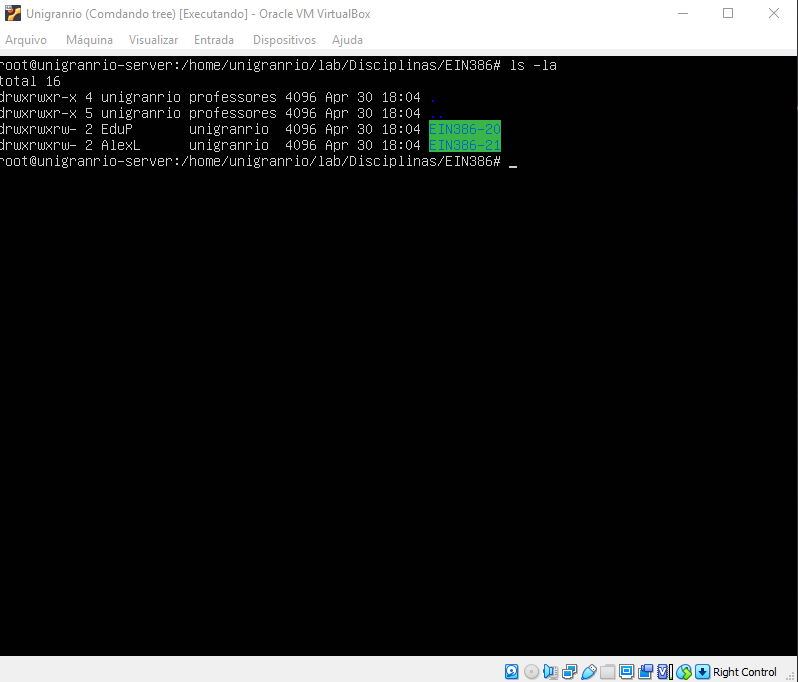 Unigranrio (Comdando tree) [Executando] - Oracle VM VirtualBox
Arquivo Máquina Visualizar Entrada Dispositivos Ajuda
root@unigranrio-server:/home/unigranrio/lab/Disciplinas/EIN386# ls -la
total 16
drwxrwxr-x 4 unigranrio professores 4096 Apr 30 18:04 .
drwxrwxr-x 5 unigranrio professores 4096 Apr 30 18:04 ..
drwxrwxrw- 2 EduP       unigranrio  4096 Apr 30 18:04 EIN386-20
drwxrwxrw- 2 AlexL      unigranrio  4096 Apr 30 18:04 EIN386-21
root@unigranrio-server:/home/unigranrio/lab/Disciplinas/EIN386# _
Right Control